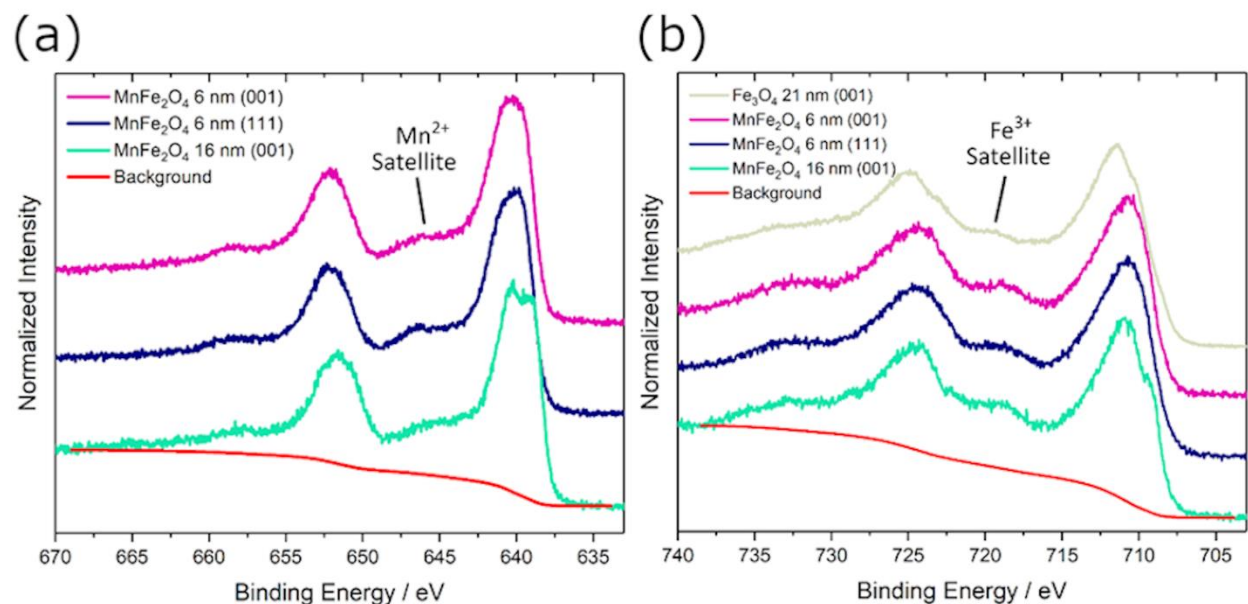 (a)
MnFe₂O₄ 6 nm (001)
MnFe₂O₄ 6 nm (111)
MnFe₂O₄ 16 nm (001)
Background
Mn²⁺
Satellite
Normalized Intensity
670 665 660 655 650 645 640 635
Binding Energy / eV
(b)
Fe₃O₄ 21 nm (001)
MnFe₂O₄ 6 nm (001)
MnFe₂O₄ 6 nm (111)
MnFe₂O₄ 16 nm (001)
Background
Fe³⁺
Satellite
Normalized Intensity
740 735 730 725 720 715 710 705
Binding Energy / eV